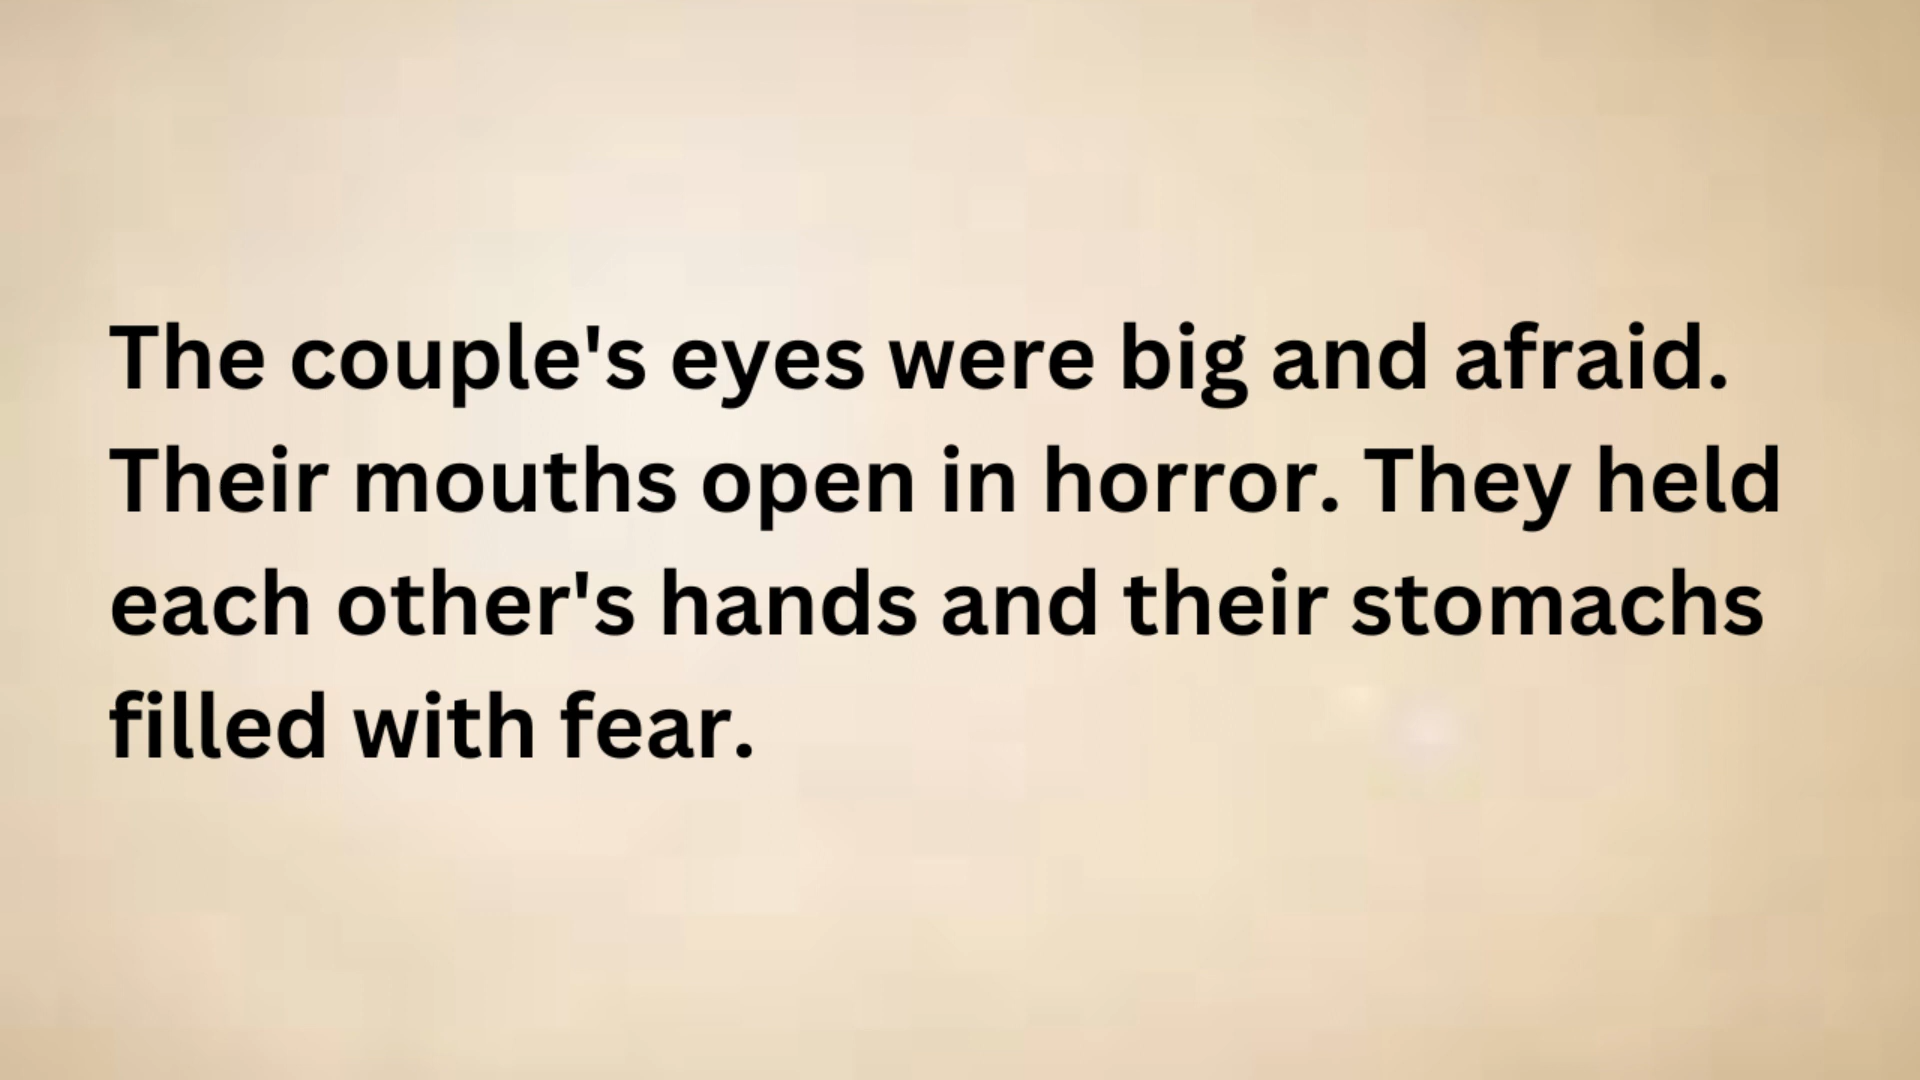 The couple's eyes were big and afraid.
Their mouths open in horror. They held
each other's hands and their stomachs
filled with fear.